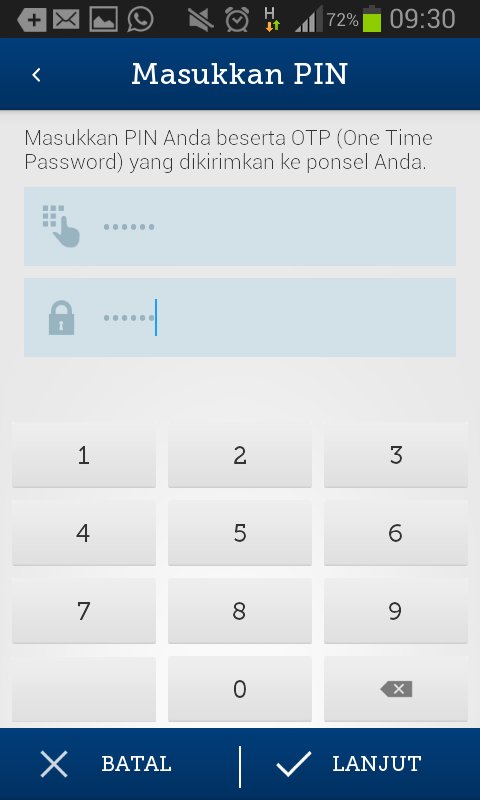 H
72% 09:30
Masukkan PIN
Masukkan PIN Anda beserta OTP (One Time
Password) yang dikirimkan ke ponsel Anda.
••••••
••••••
1 2 3
4 5 6
7 8 9
0
BATAL LANJUT